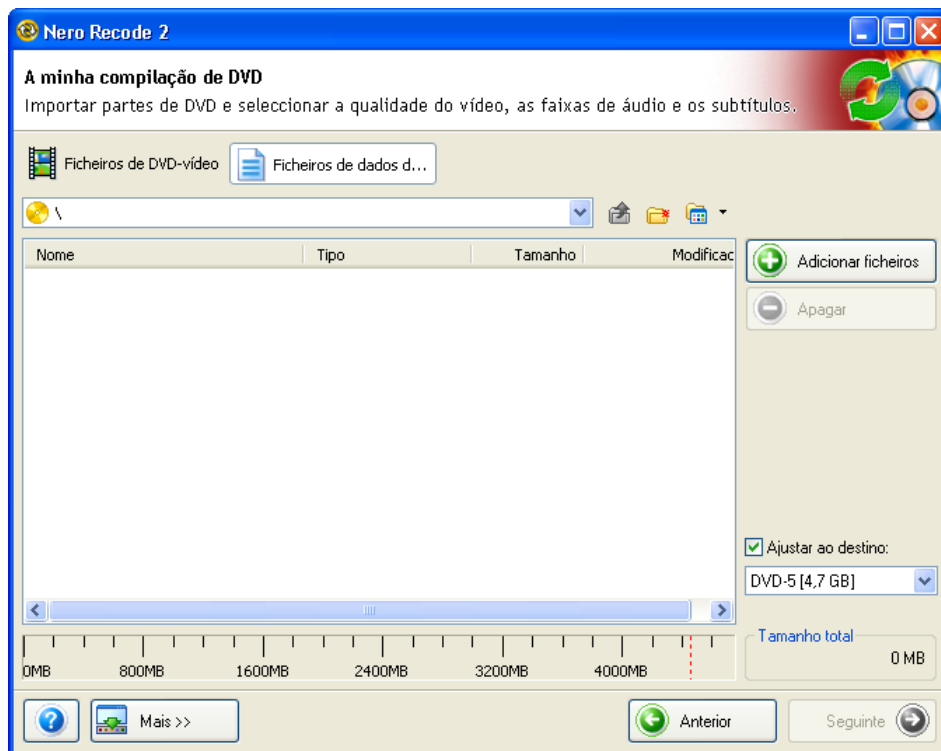 Nero Recode 2
A minha compilação de DVD
Importar partes de DVD e seleccionar a qualidade do vídeo, as faixas de áudio e os subtítulos.
Ficheiros de DVD-vídeo Ficheiros de dados d...
\
Nome Tipo Tamanho Modificac
Adicionar ficheiros
Apagar
Ajustar ao destino:
DVD-5 [4,7 GB]
Tamanho total
0 MB
0MB 800MB 1600MB 2400MB 3200MB 4000MB
Mais >> Anterior Seguinte